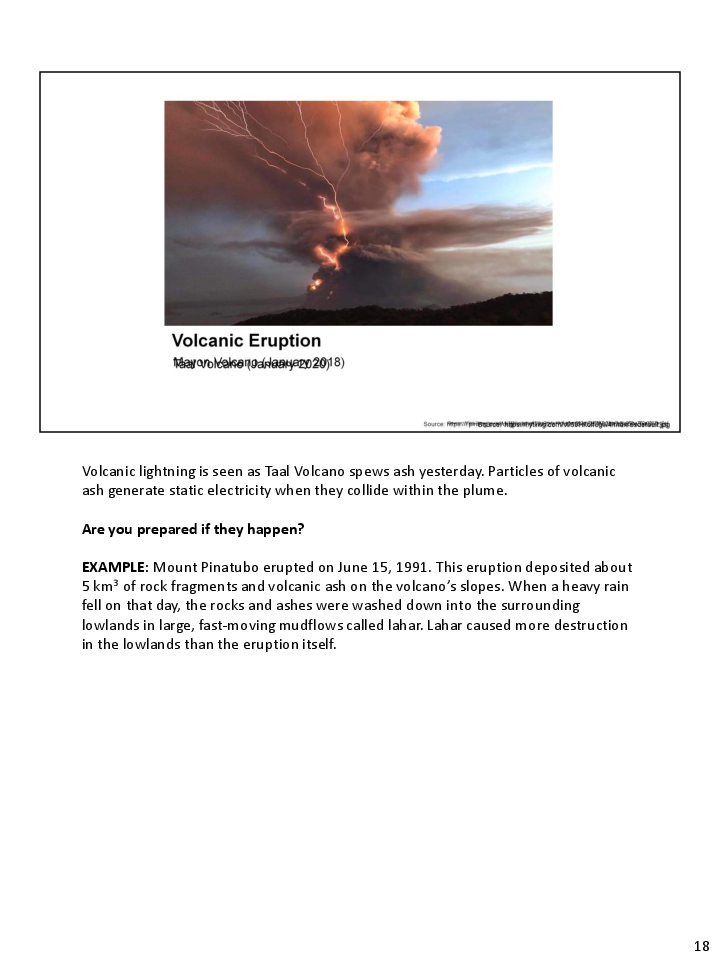 Volcanic Eruption
Mayon Volcano (January 2018)
Taal Volcano (January 2020)
Source:
Volcanic lightning is seen as Taal Volcano spews ash yesterday. Particles of volcanic
ash generate static electricity when they collide within the plume.
Are you prepared if they happen?
EXAMPLE: Mount Pinatubo erupted on June 15, 1991. This eruption deposited about
5 km³ of rock fragments and volcanic ash on the volcano’s slopes. When a heavy rain
fell on that day, the rocks and ashes were washed down into the surrounding
lowlands in large, fast-moving mudflows called lahar. Lahar caused more destruction
in the lowlands than the eruption itself.
18